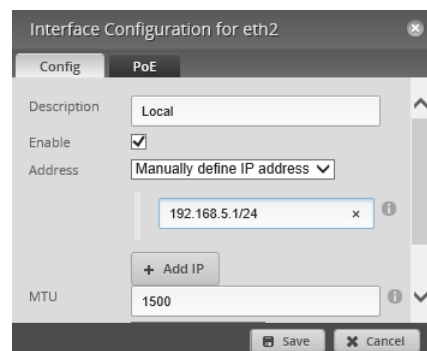 Interface Configuration for eth2
Config PoE
Description Local
Enable
Address Manually define IP address
192.168.5.1/24 ×
+ Add IP
MTU 1500
Save Cancel